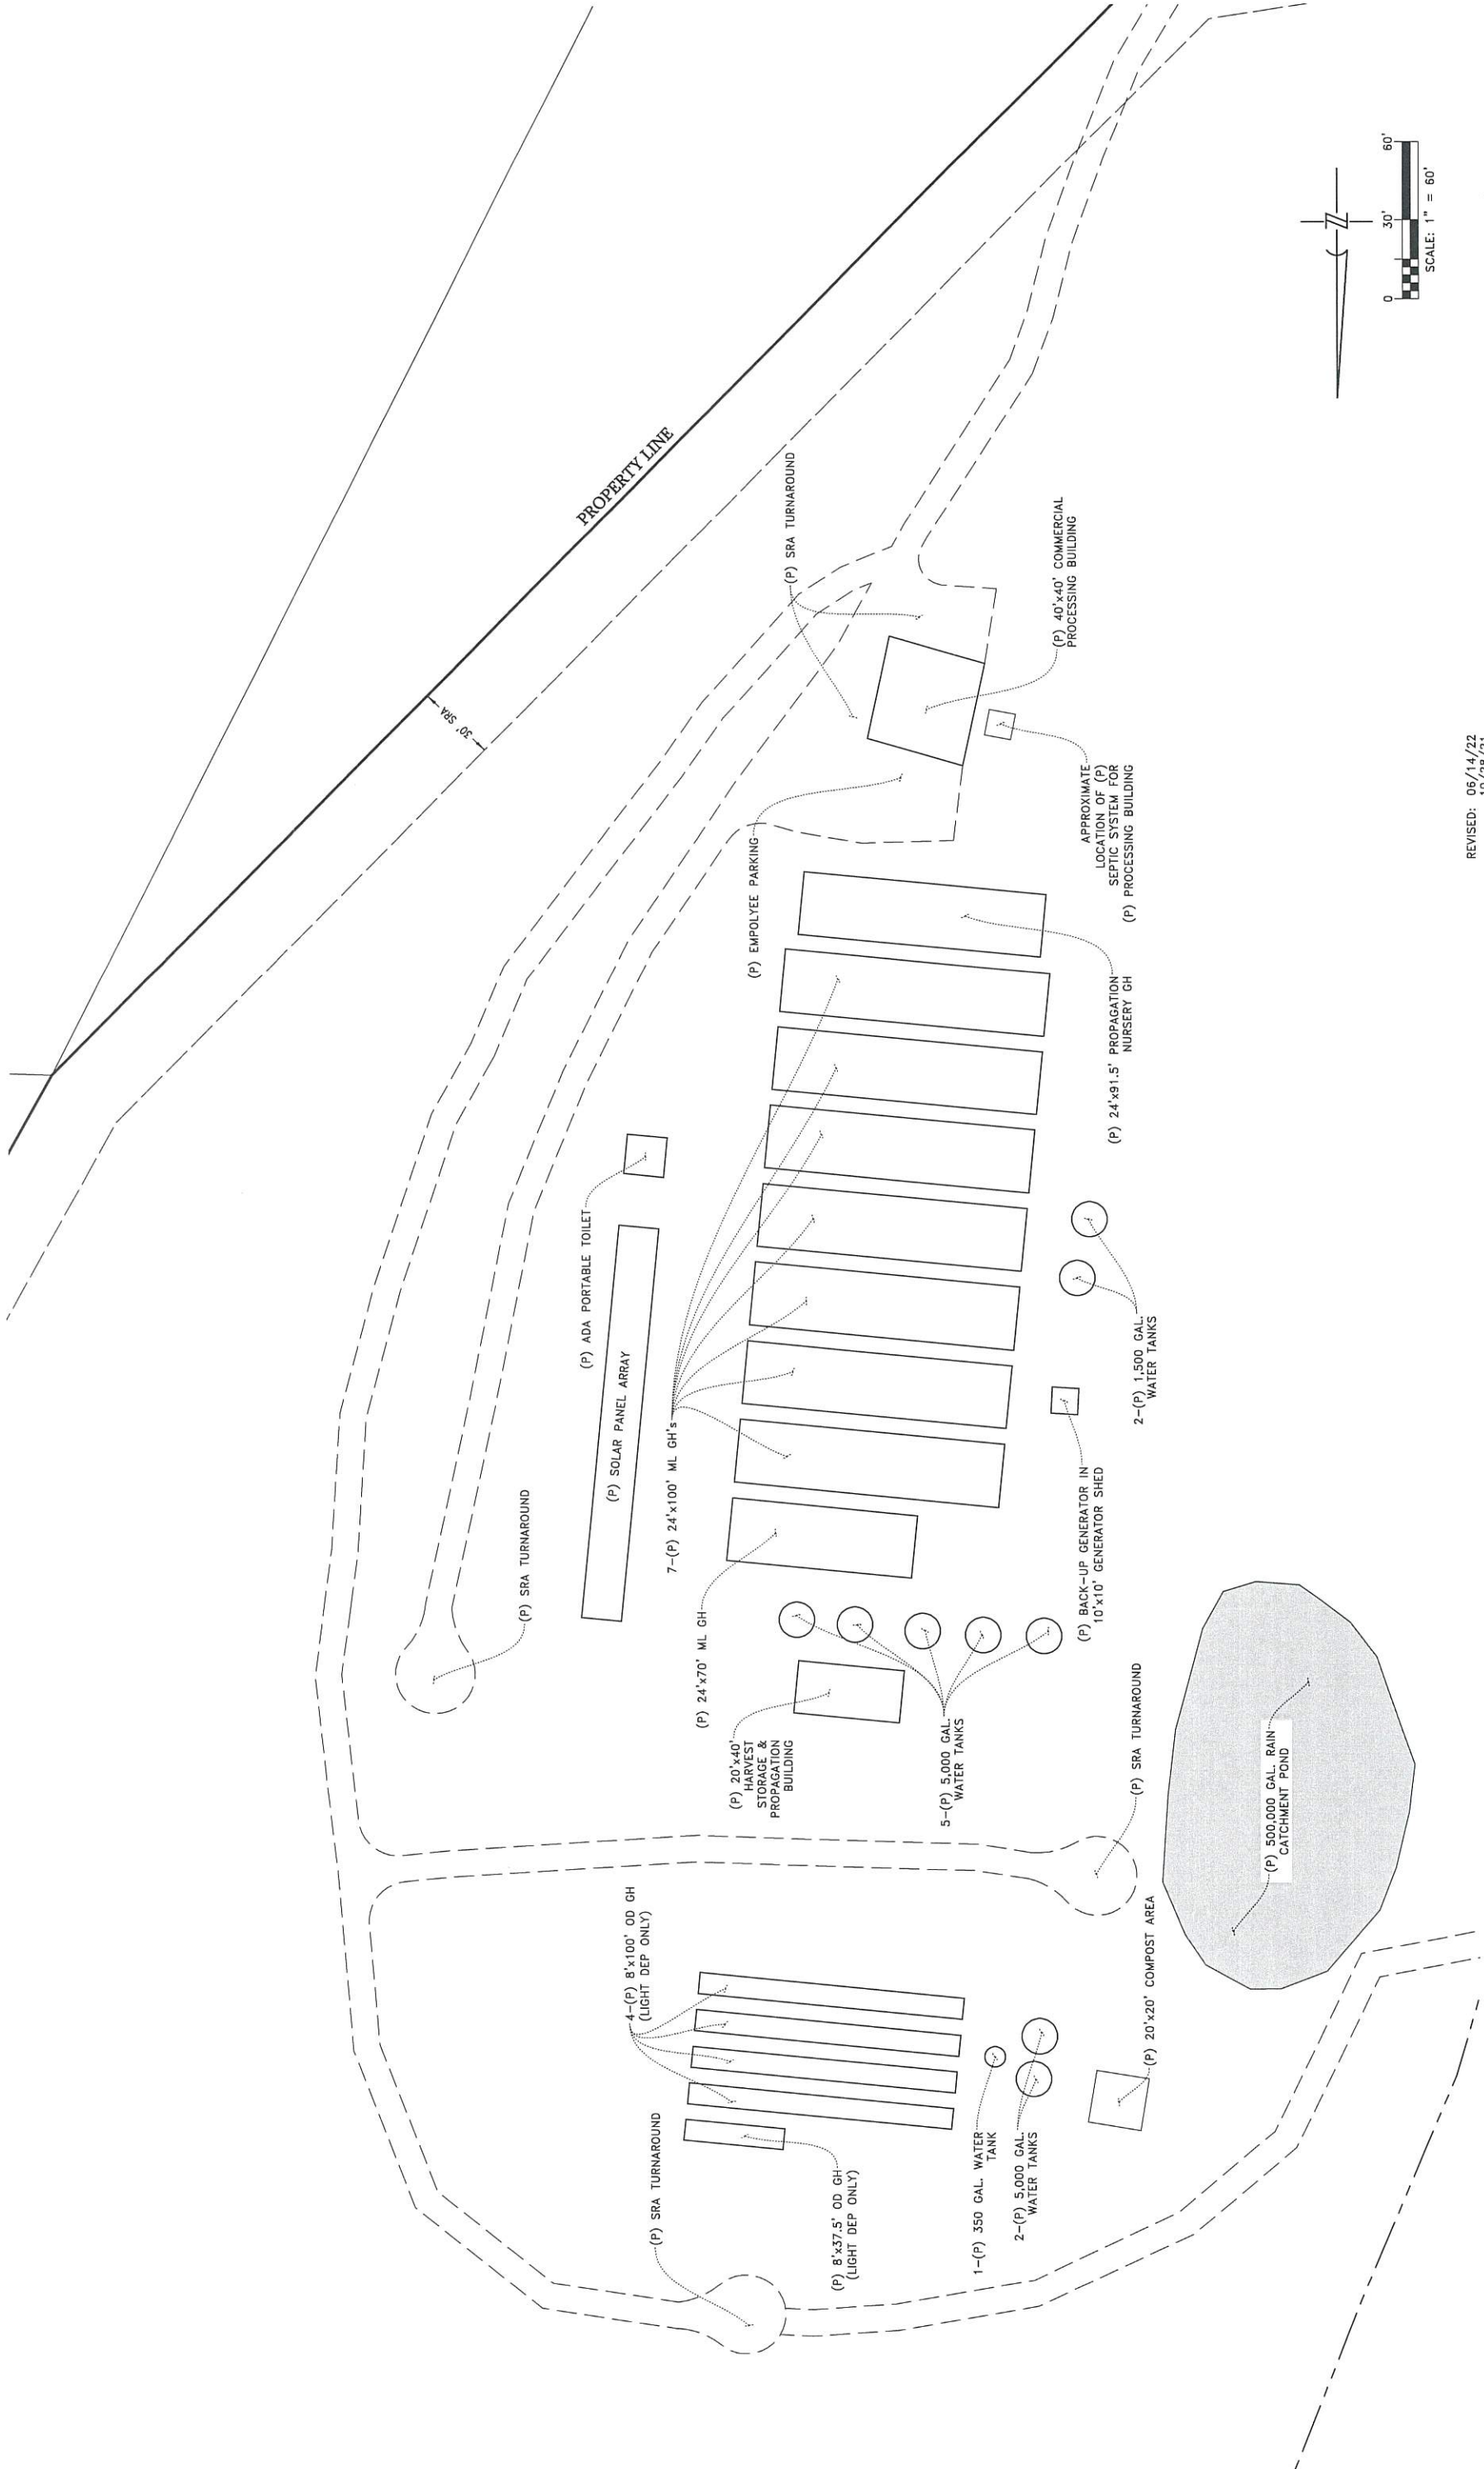 PROPERTY LINE
30' SRA
(P) SRA TURNAROUND
(P) 40'x40' COMMERCIAL
PROCESSING BUILDING
0
30'
60'
SCALE: 1" = 60'
N
(P) EMPOLYEE PARKING
APPROXIMATE
LOCATION OF (P)
SEPTIC SYSTEM FOR
(P) PROCESSING BUILDING
REVISED: 06/14/22
(P) 24'x91.5' PROPAGATION
NURSERY GH
(P) ADA PORTABLE TOILET
(P) SOLAR PANEL ARRAY
7-(P) 24'x100' ML GH's
2-(P) 1,500 GAL.
WATER TANKS
(P) BACK-UP GENERATOR IN
10'x10' GENERATOR SHED
(P) SRA TURNAROUND
(P) 24'x70' ML GH
(P) 20'x40'
HARVEST
STORAGE &
PROPAGATION
BUILDING
5-(P) 5,000 GAL.
WATER TANKS
(P) SRA TURNAROUND
(P) 500,000 GAL. RAIN
CATCHMENT POND
4-(P) 8'x100' OD GH
(LIGHT DEP ONLY)
(P) 20'x20' COMPOST AREA
(P) SRA TURNAROUND
(P) 8'x37.5' OD GH
(LIGHT DEP ONLY)
1-(P) 350 GAL. WATER
TANK
2-(P) 5,000 GAL.
WATER TANKS